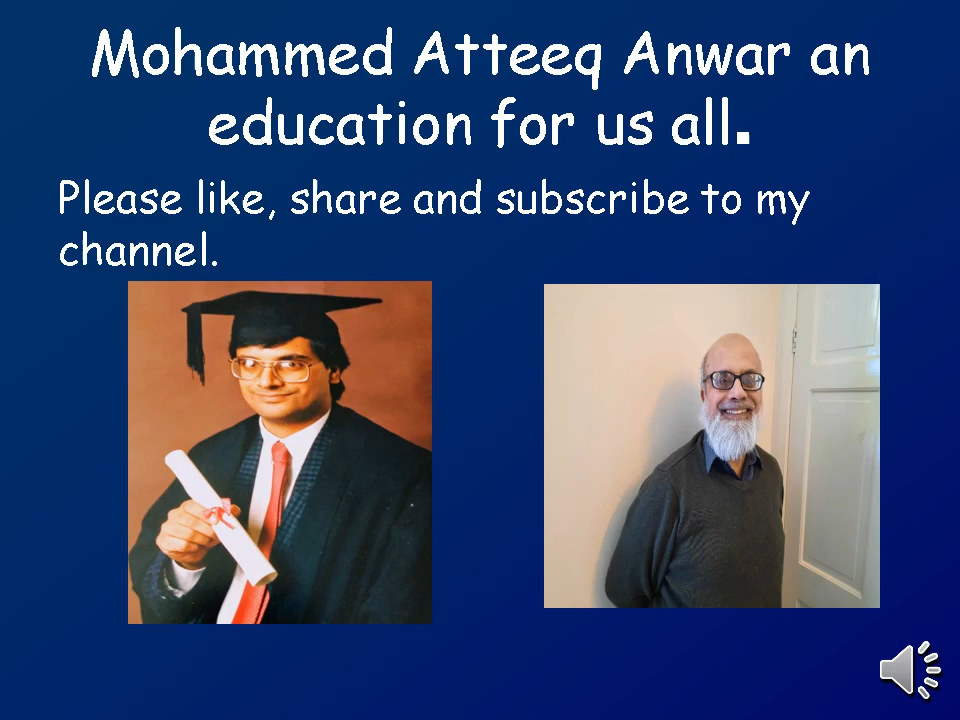 Mohammed Atteeq Anwar an
education for us all.
Please like, share and subscribe to my
channel.